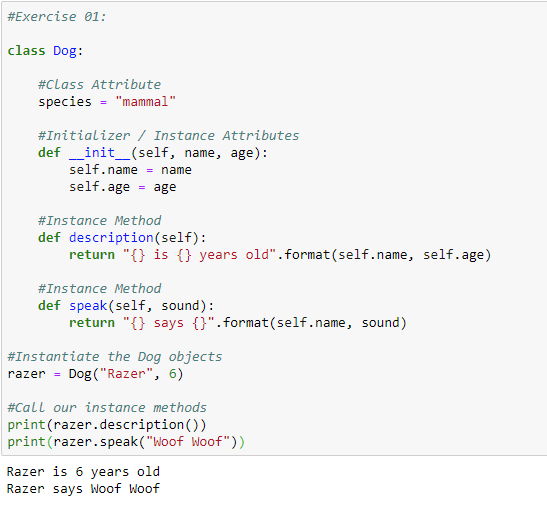 #Exercise 01:
class Dog:
    #Class Attribute
    species = "mammal"
    #Initializer / Instance Attributes
    def __init__(self, name, age):
        self.name = name
        self.age = age
    #Instance Method
    def description(self):
        return "{} is {} years old".format(self.name, self.age)
    #Instance Method
    def speak(self, sound):
        return "{} says {}".format(self.name, sound)
#Instantiate the Dog objects
razer = Dog("Razer", 6)
#Call our instance methods
print(razer.description())
print(razer.speak("Woof Woof"))
Razer is 6 years old
Razer says Woof Woof